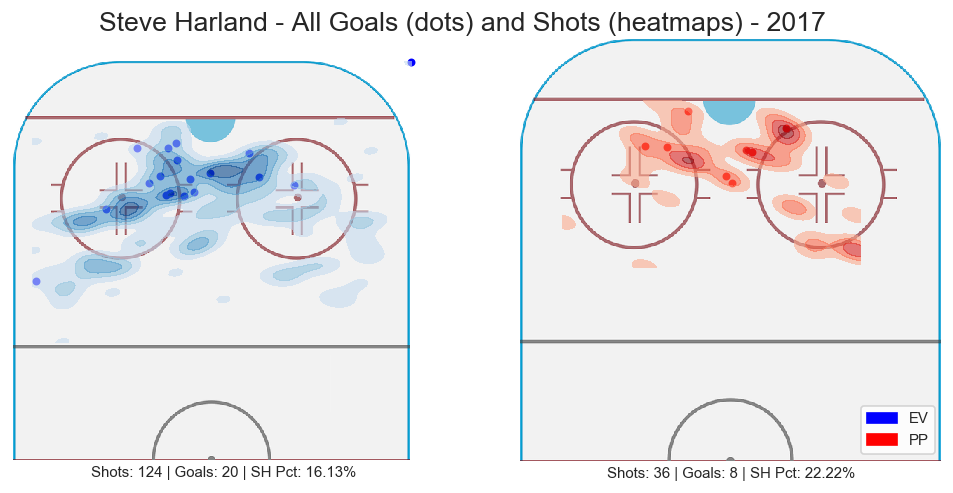 Steve Harland - All Goals (dots) and Shots (heatmaps) - 2017
EV
PP
Shots: 124 | Goals: 20 | SH Pct: 16.13%
Shots: 36 | Goals: 8 | SH Pct: 22.22%